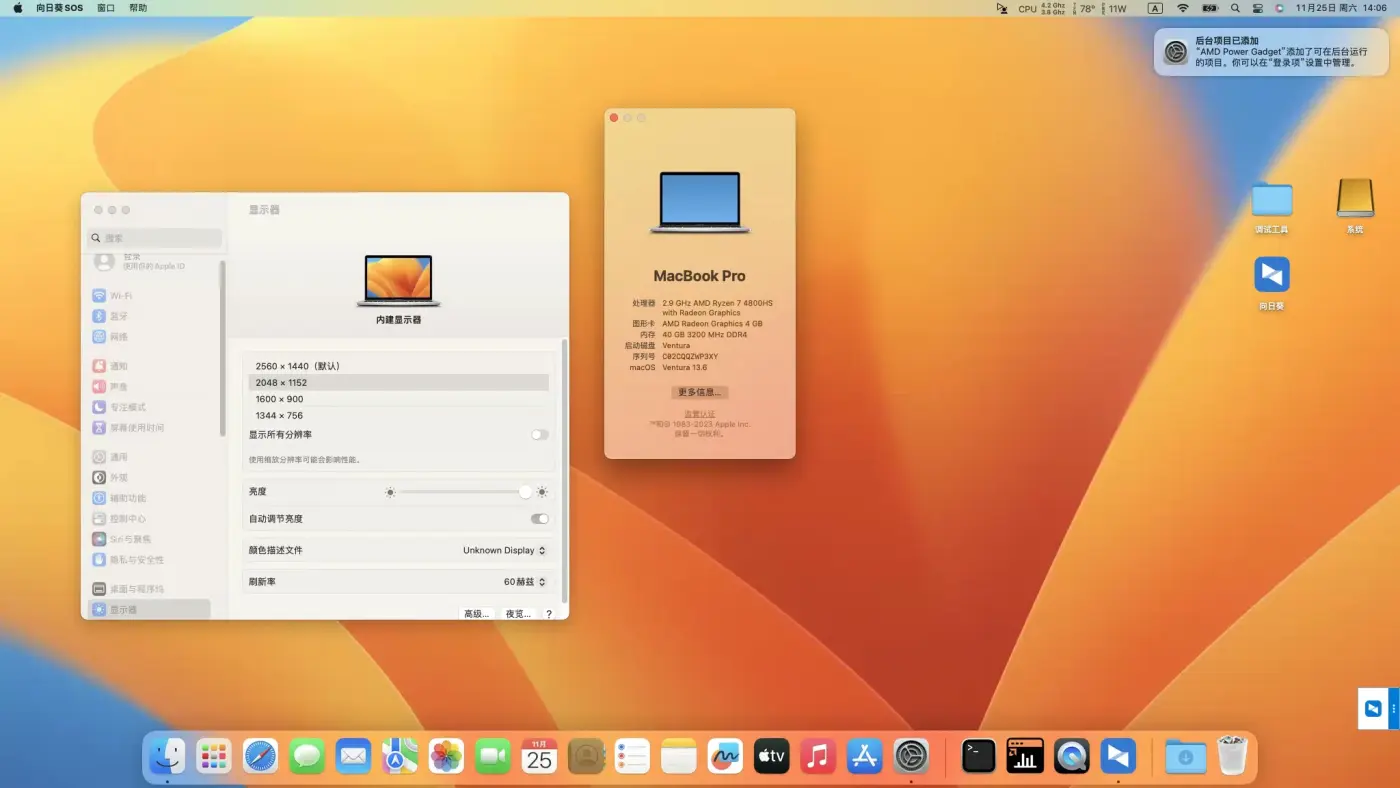 向日葵SOS 窗口 帮助
CPU 4.2 Ghz 3.8 Ghz 78° 11W A 11月25日 周六 14:06
后台项目已添加
“AMD Power Gadget”添加了可在后台运行
的项目。你可以在“登录项”设置中管理。
调试工具
系统
向日葵
MacBook Pro
处理器 2.9 GHz AMD Ryzen 7 4800HS
with Radeon Graphics
图形卡 AMD Radeon Graphics 4 GB
内存 40 GB 3200 MHz DDR4
启动磁盘 Ventura
序列号 C02CQQZWP3XY
macOS Ventura 13.6
更多信息...
监管认证
™和© 1983-2023 Apple Inc.
保留一切权利。
显示器
搜索
登录
使用你的 Apple ID
Wi-Fi
蓝牙
网络
通知
声音
专注模式
屏幕使用时间
通用
外观
辅助功能
控制中心
Siri与聚焦
隐私与安全性
桌面与程序坞
显示器
内建显示器
2560 × 1440（默认）
2048 × 1152
1600 × 900
1344 × 756
显示所有分辨率
使用缩放分辨率可能会影响性能。
亮度
自动调节亮度
颜色描述文件 Unknown Display
刷新率 60赫兹
高级... 夜览... ?
11月
25
tv